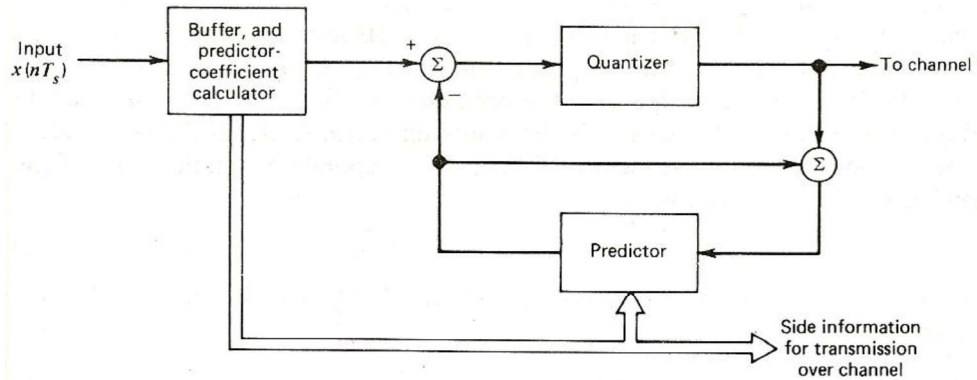 Input
x(nTs)
Buffer, and
predictor-
coefficient
calculator
+
Σ
−
Quantizer
To channel
Σ
Predictor
Side information
for transmission
over channel